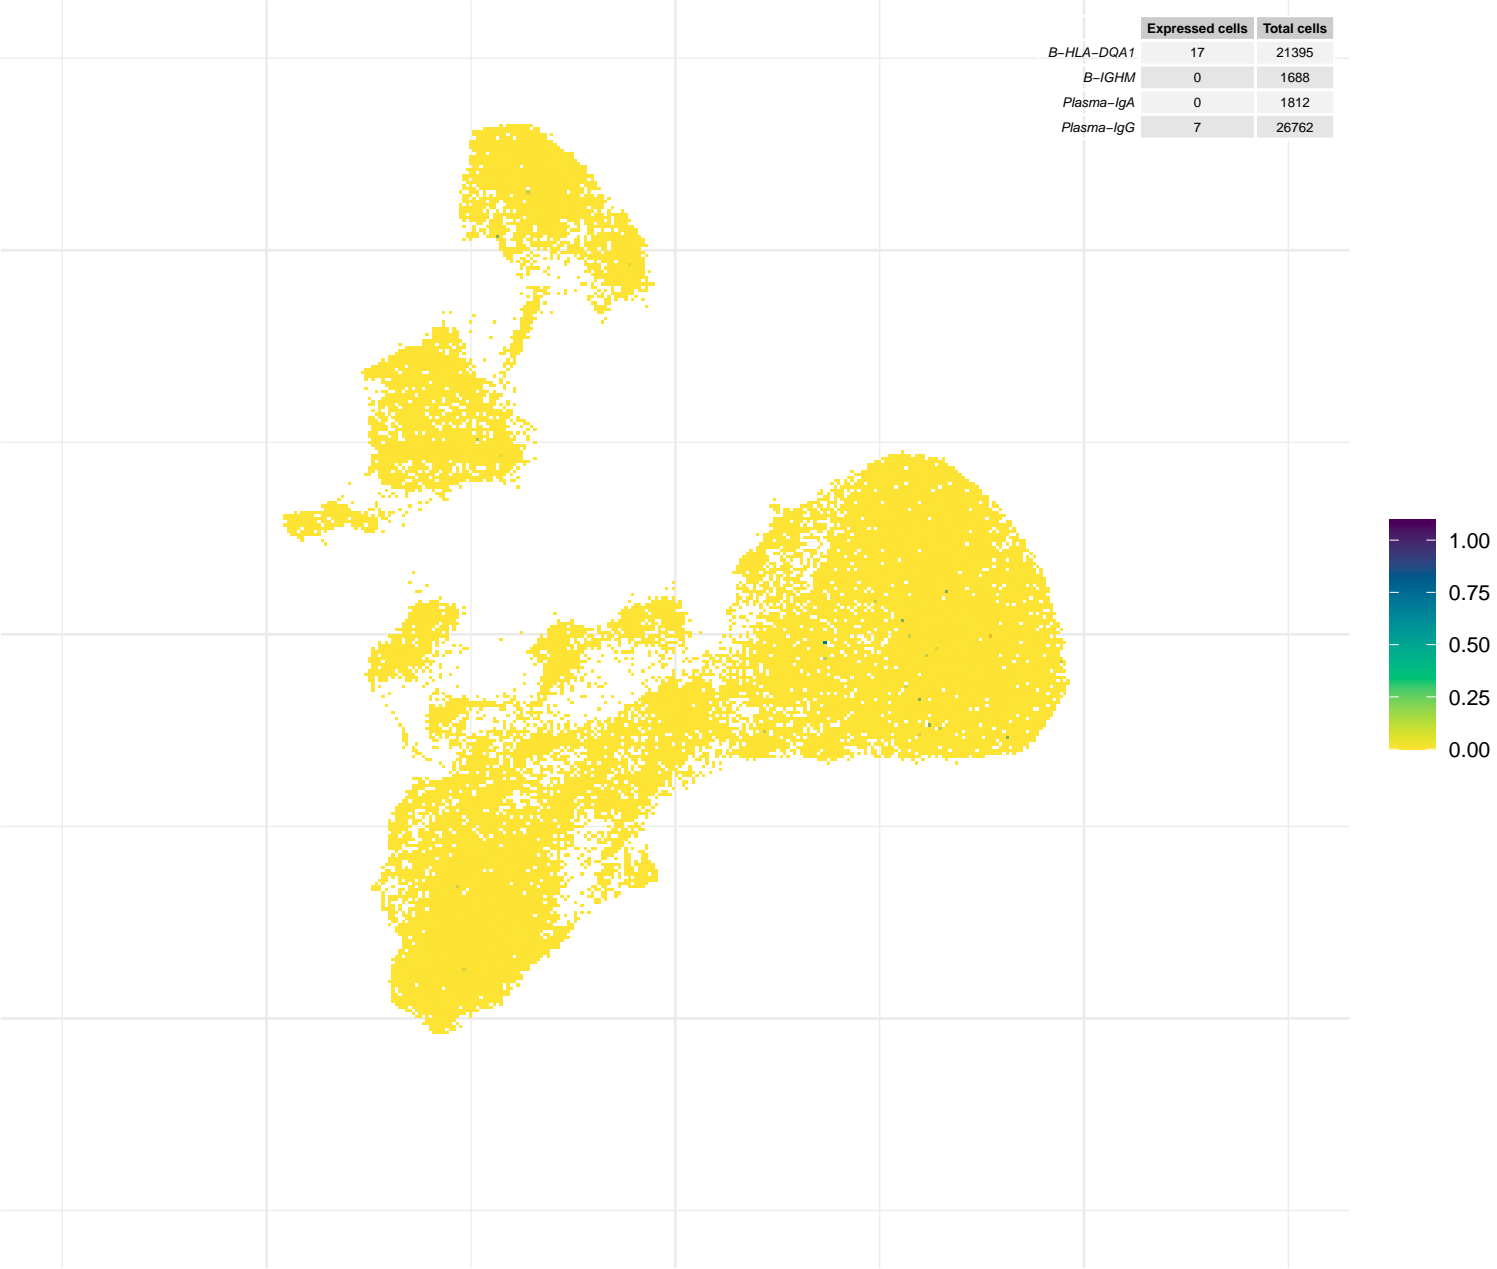 Expressed cells Total cells
B−HLA−DQA1 17 21395
B−IGHM 0 1688
Plasma−IgA 0 1812
Plasma−IgG 7 26762
1.00
0.75
0.50
0.25
0.00